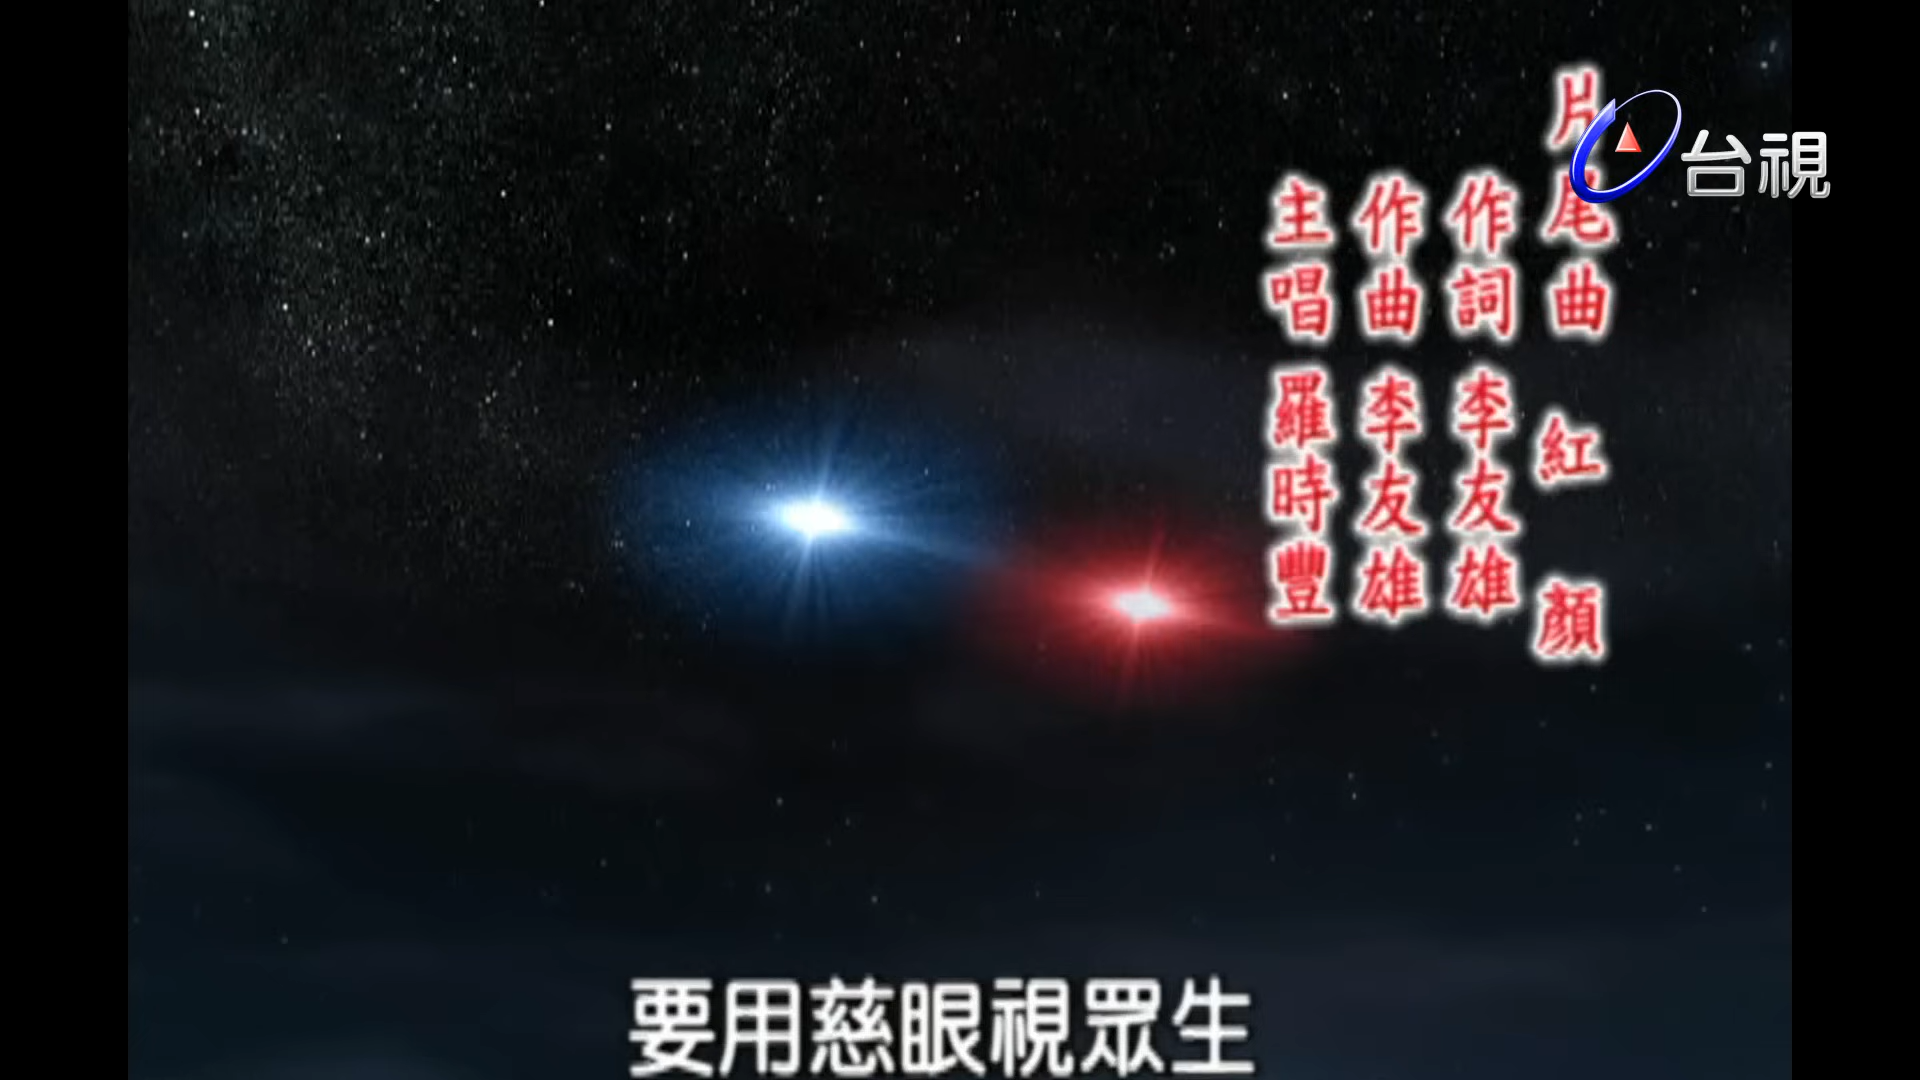 片尾曲 紅 顏
作詞 李友雄
作曲 李友雄
主唱 羅時豐
台視
要用慈眼視眾生